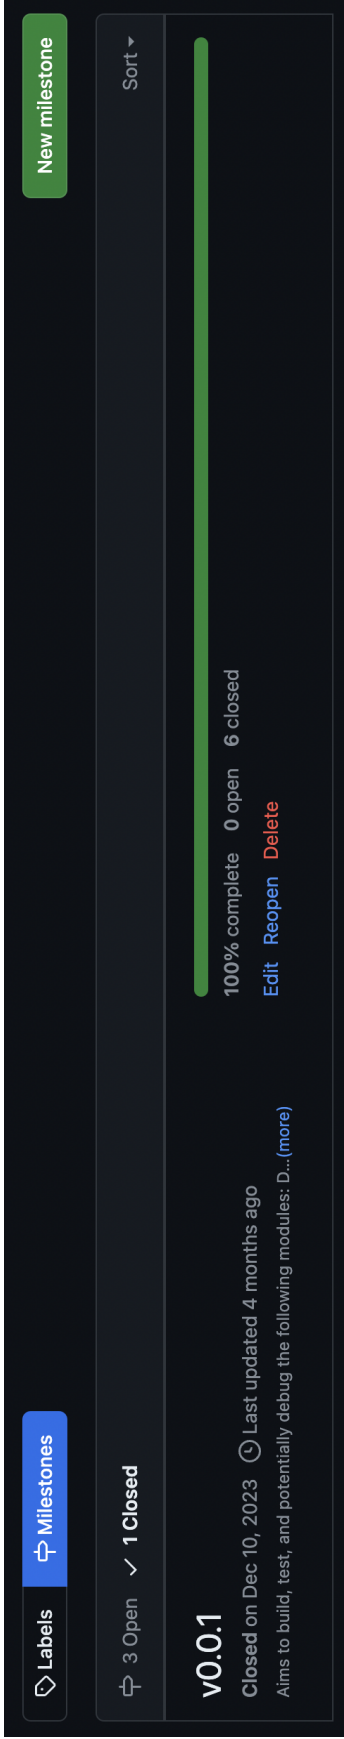 Labels Milestones New milestone
3 Open 1 Closed Sort
v0.0.1
Closed on Dec 10, 2023 Last updated 4 months ago
Aims to build, test, and potentially debug the following modules: D...(more)
100% complete 0 open 6 closed
Edit Reopen Delete